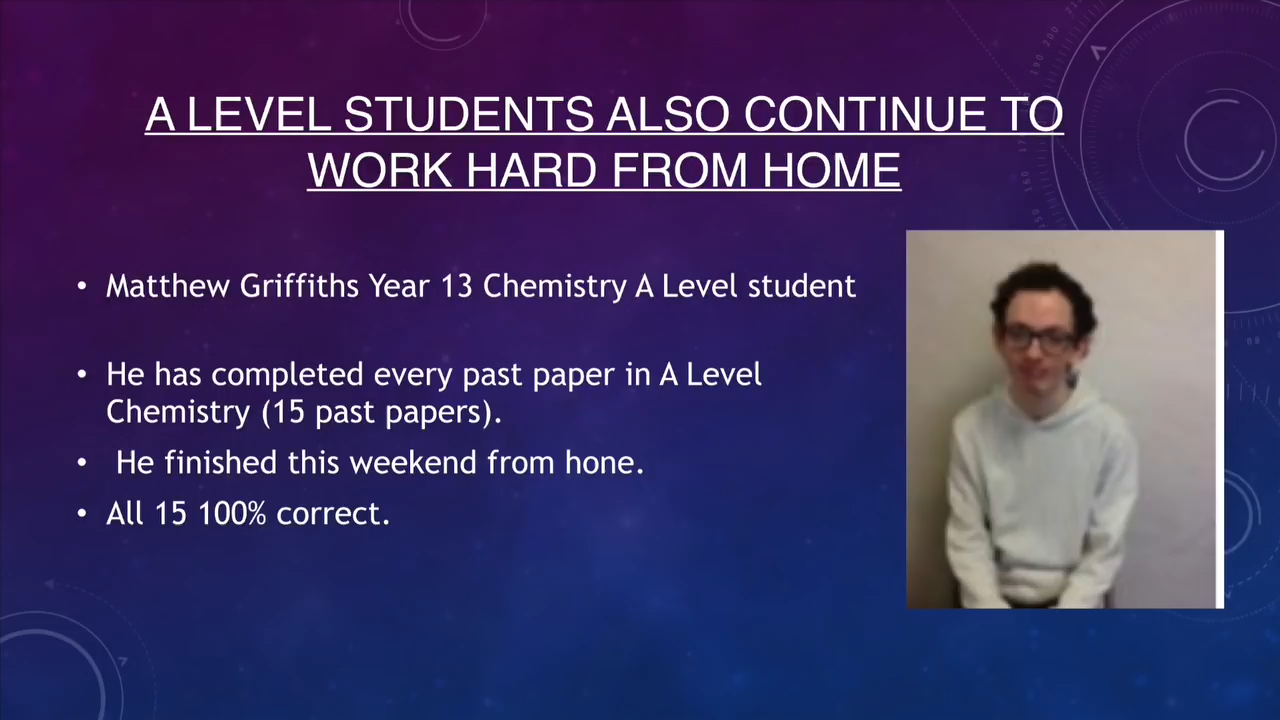 A LEVEL STUDENTS ALSO CONTINUE TO
WORK HARD FROM HOME
• Matthew Griffiths Year 13 Chemistry A Level student
• He has completed every past paper in A Level
Chemistry (15 past papers).
• He finished this weekend from hone.
• All 15 100% correct.